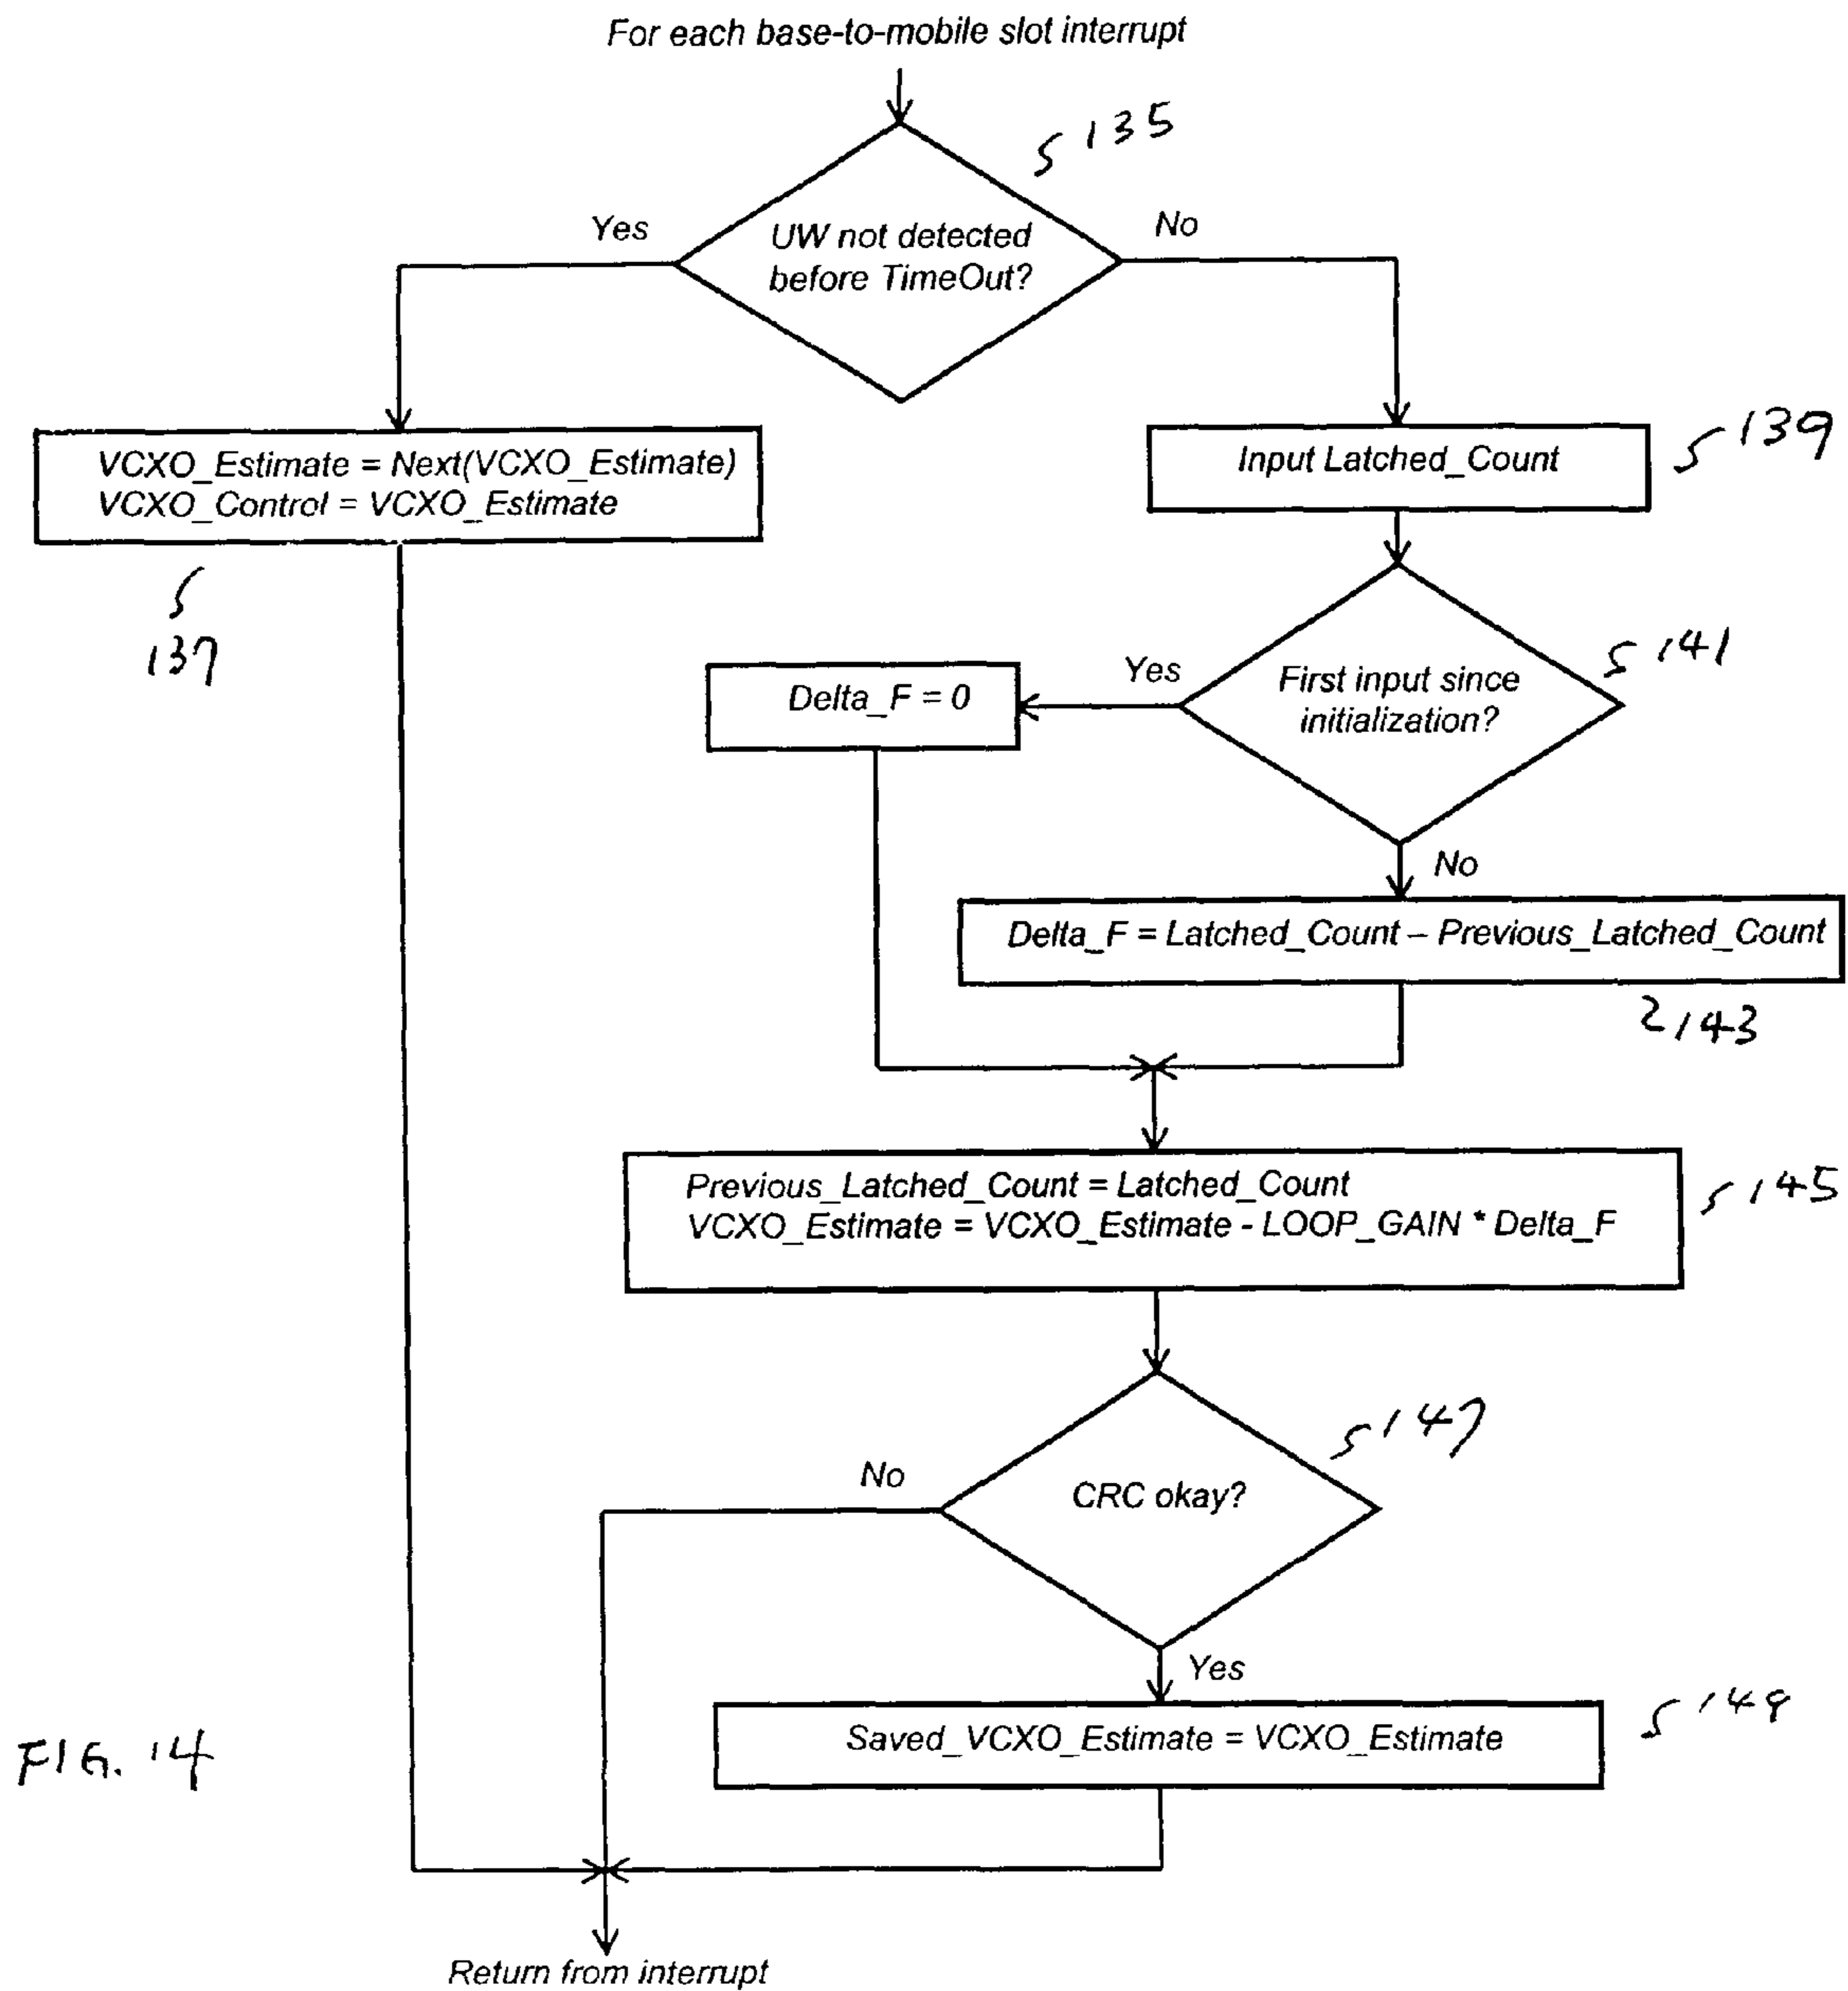 For each base-to-mobile slot interrupt
135
Yes
UW not detected
before TimeOut?
No
VCXO_Estimate = Next(VCXO_Estimate)
VCXO_Control = VCXO_Estimate
137
Input Latched_Count
139
First input since
initialization?
141
Yes
Delta_F = 0
No
Delta_F = Latched_Count – Previous_Latched_Count
143
Previous_Latched_Count = Latched_Count
VCXO_Estimate = VCXO_Estimate - LOOP_GAIN * Delta_F
145
CRC okay?
147
No
Yes
Saved_VCXO_Estimate = VCXO_Estimate
149
FIG. 14
Return from interrupt